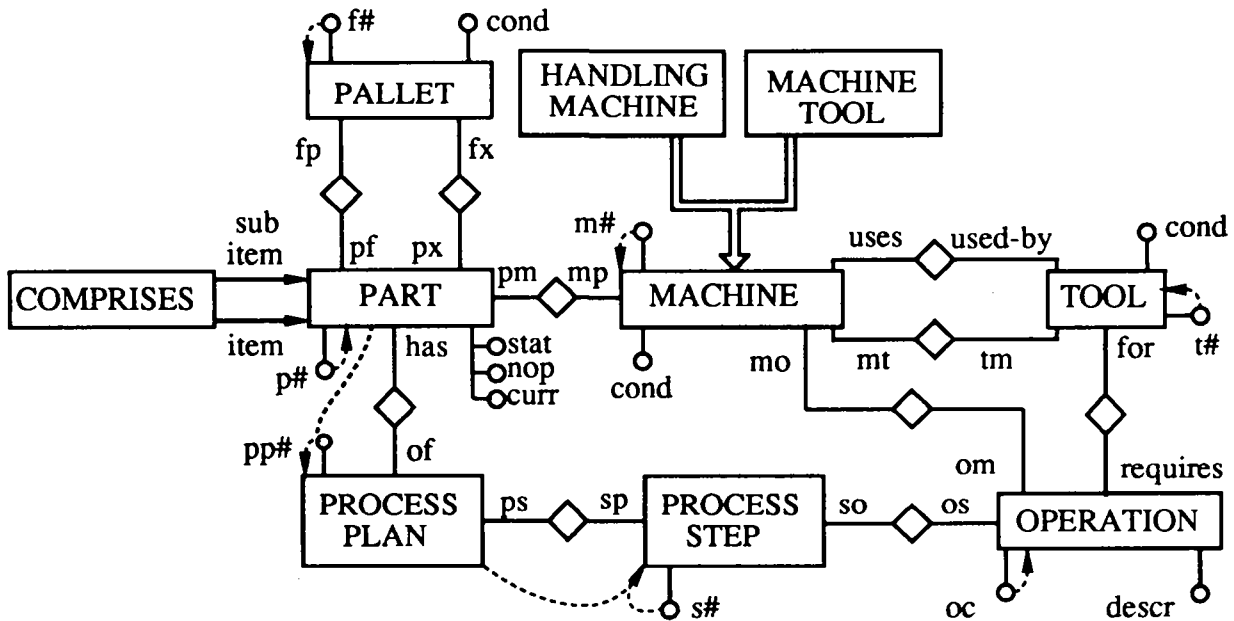 f#
cond
PALLET
HANDLING
MACHINE
MACHINE
TOOL
fp
fx
sub
item
pf
px
m#
uses
used-by
cond
COMPRISES
PART
pm
mp
MACHINE
TOOL
item
p#
has
stat
nop
curr
cond
mo
mt
tm
for
t#
pp#
of
om
requires
PROCESS
PLAN
ps
sp
PROCESS
STEP
so
os
OPERATION
s#
oc
descr